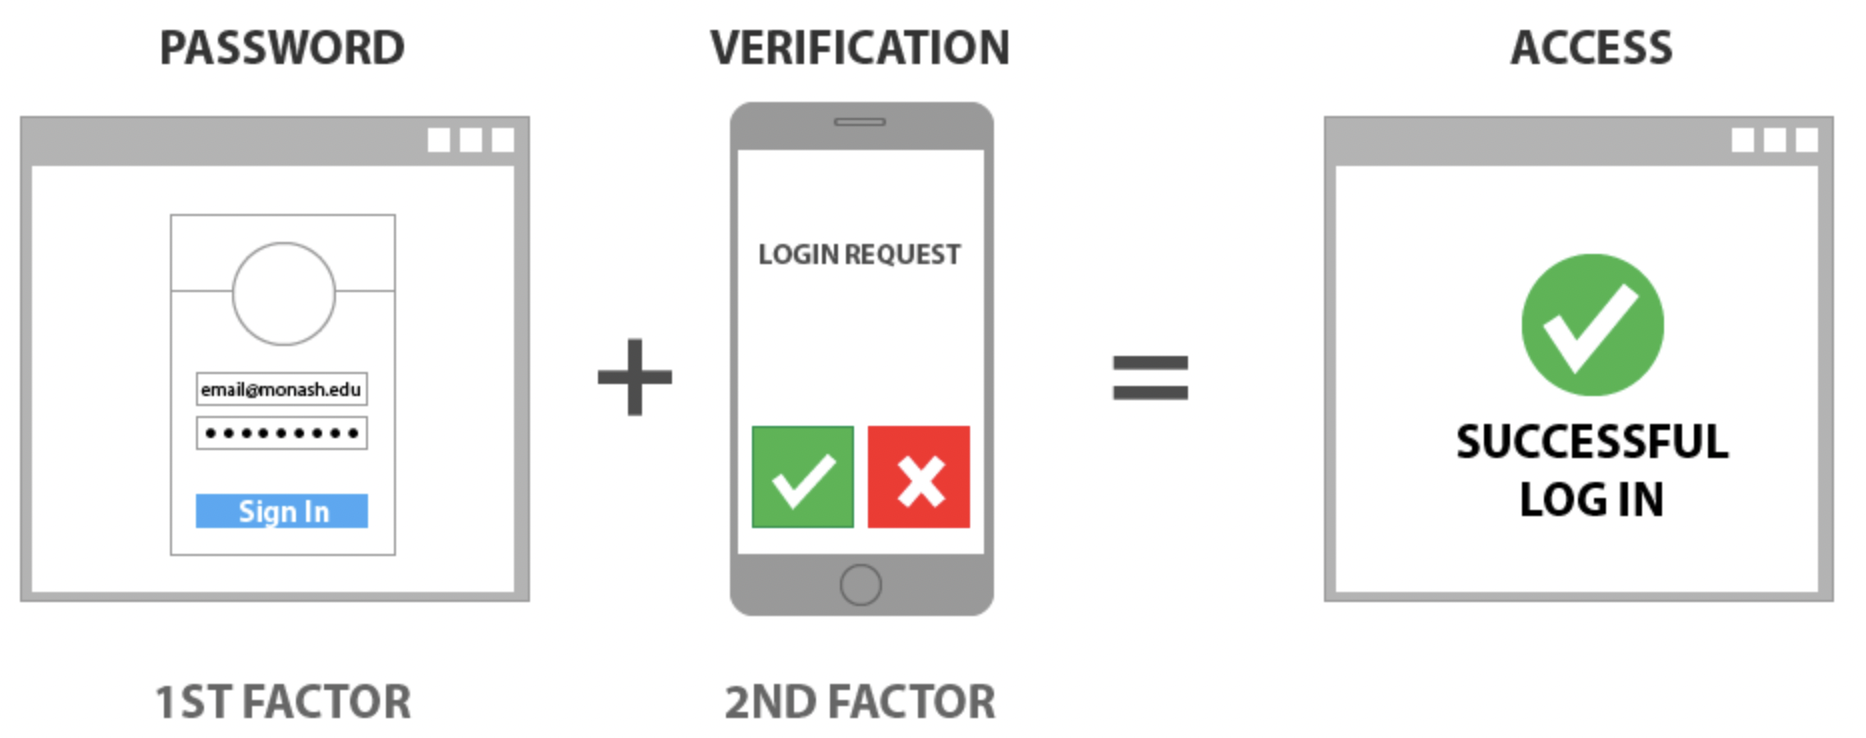 PASSWORD
VERIFICATION
ACCESS
email@monash.edu
Sign In
LOGIN REQUEST
SUCCESSFUL
LOG IN
1ST FACTOR
2ND FACTOR